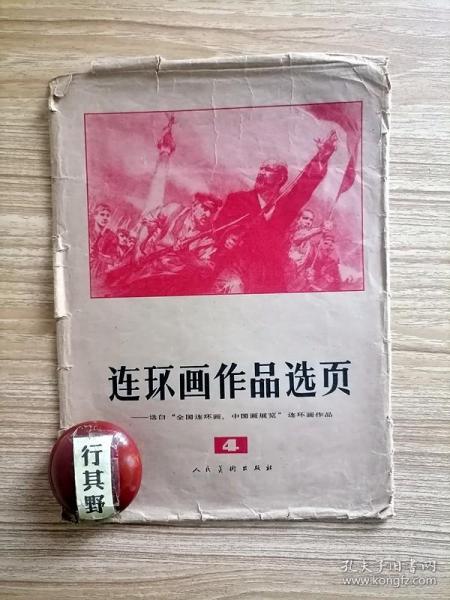 连环画作品选页
——选自“全国连环画、中国画展览”连环画作品
4
人民美术出版社
行其野
孔夫子旧书网
www.kongfz.com